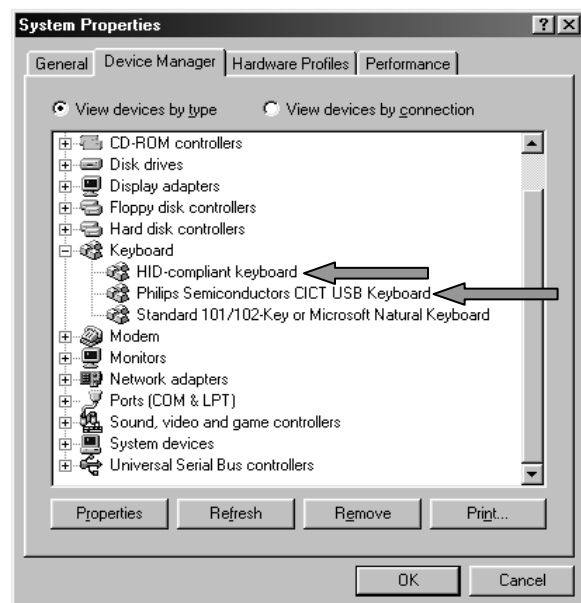 System Properties
General Device Manager Hardware Profiles Performance
View devices by type View devices by connection
CD-ROM controllers
Disk drives
Display adapters
Floppy disk controllers
Hard disk controllers
Keyboard
HID-compliant keyboard
Philips Semiconductors CICT USB Keyboard
Standard 101/102-Key or Microsoft Natural Keyboard
Modem
Monitors
Network adapters
Ports (COM & LPT)
Sound, video and game controllers
System devices
Universal Serial Bus controllers
Properties Refresh Remove Print...
OK Cancel